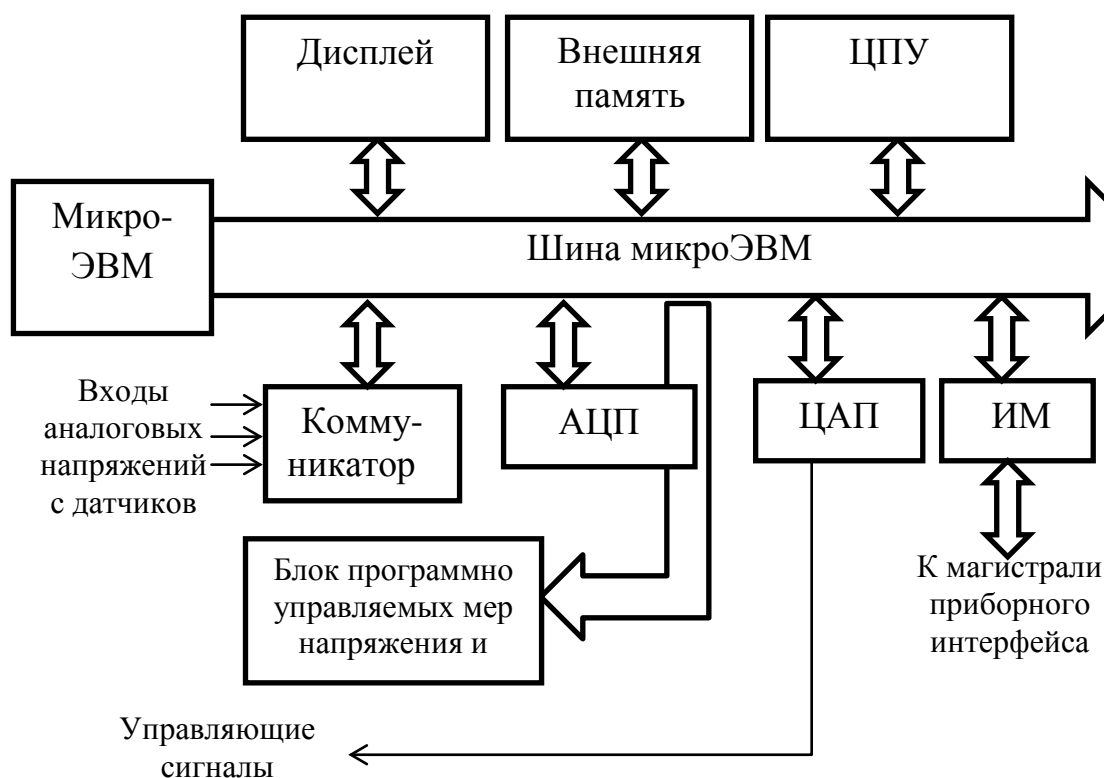 Дисплей
Внешняя
память
ЦПУ
Микро-
ЭВМ
Шина микроЭВМ
Входы
аналоговых
напряжений
с датчиков
Комму-
никатор
АЦП
ЦАП
ИМ
Блок программно
управляемых мер
напряжения и
К магистрали
приборного
интерфейса
Управляющие
сигналы